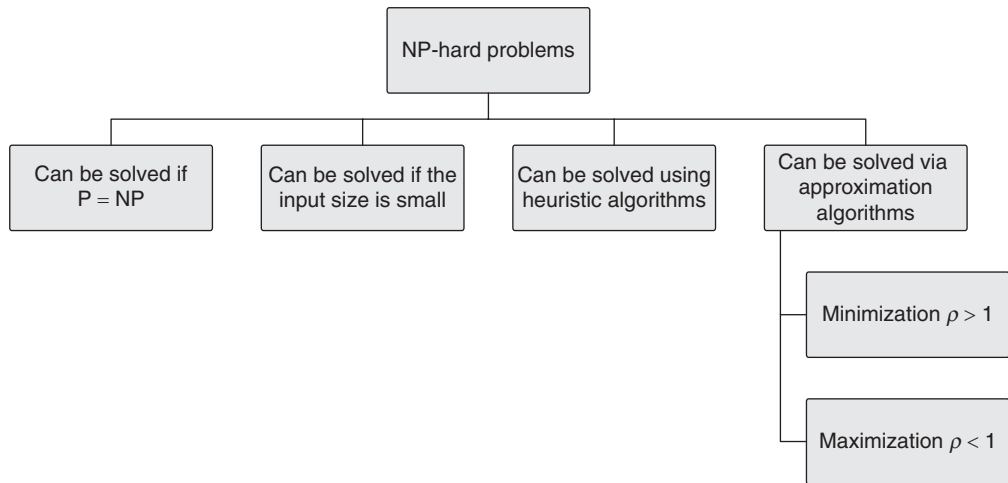 NP-hard problems
Can be solved if
P = NP
Can be solved if the
input size is small
Can be solved using
heuristic algorithms
Can be solved via
approximation
algorithms
Minimization ρ > 1
Maximization ρ < 1